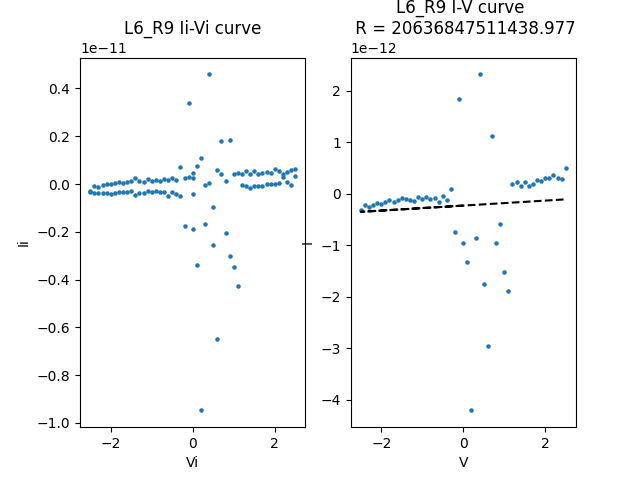 L6_R9 Ii-Vi curve
1e−11
0.4
0.2
0.0
−0.2
−0.4
−0.6
−0.8
−1.0
Ii
−2
0
2
Vi
L6_R9 I-V curve
R = 20636847511438.977
1e−12
2
1
0
−1
−2
−3
−4
I
−2
0
2
V